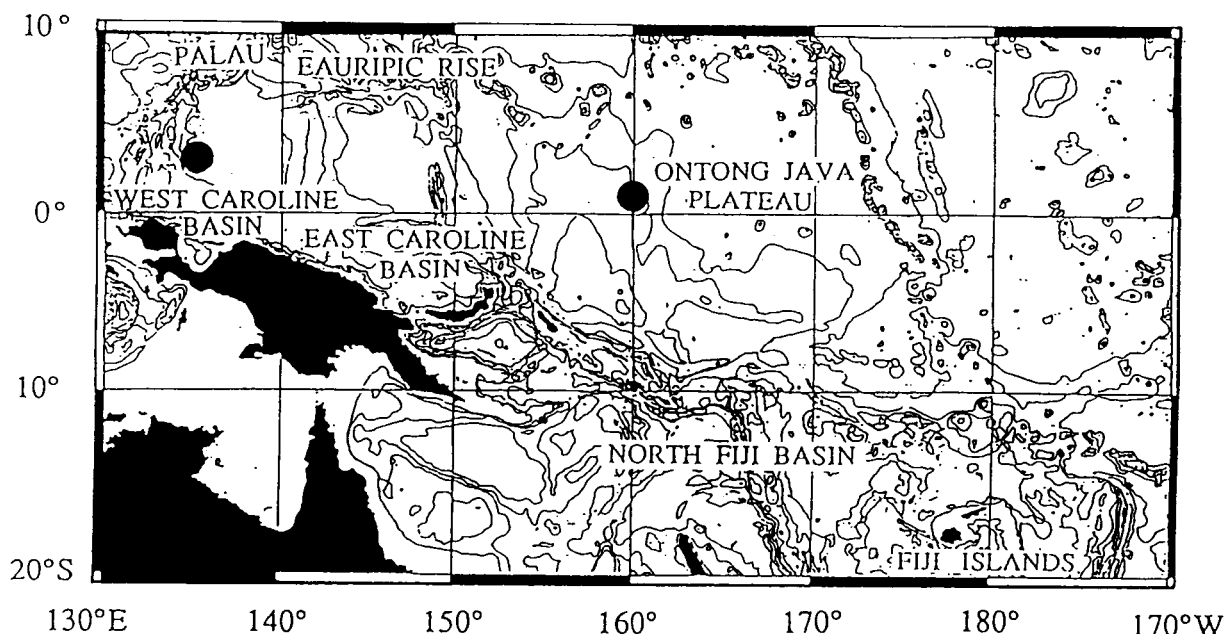 10°
PALAU
EAURIPIC RISE
ONTONG JAVA
PLATEAU
0°
WEST CAROLINE
BASIN
EAST CAROLINE
BASIN
10°
NORTH FIJI BASIN
FIJI ISLANDS
20°S
130°E 140° 150° 160° 170° 180° 170°W